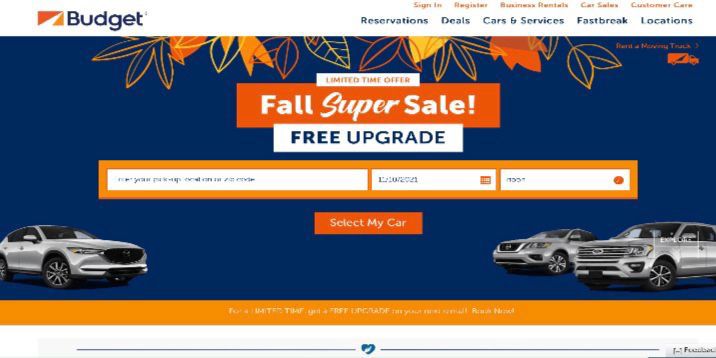 Sign In Register Business Rentals Car Sales Customer Care
Budget
Reservations Deals Cars & Services Fastbreak Locations
Rent a Moving Truck >
LIMITED TIME OFFER
Fall Super Sale!
FREE UPGRADE
Enter your pick-up location or zip code
11/10/2021
noon
Select My Car
EXPLORE
For a LIMITED TIME, get a FREE UPGRADE on your next rental! Book Now!
[+] Feedback